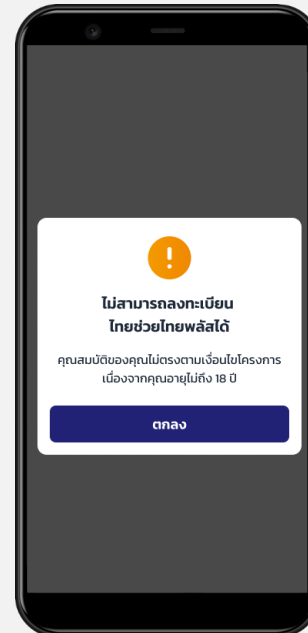 ไม่สามารถลงทะเบียน
ไทยช่วยไทยพลัสได้
คุณสมบัติของคุณไม่ตรงตามเงื่อนไขโครงการ
เนื่องจากคุณอายุไม่ถึง 18 ปี
ตกลง